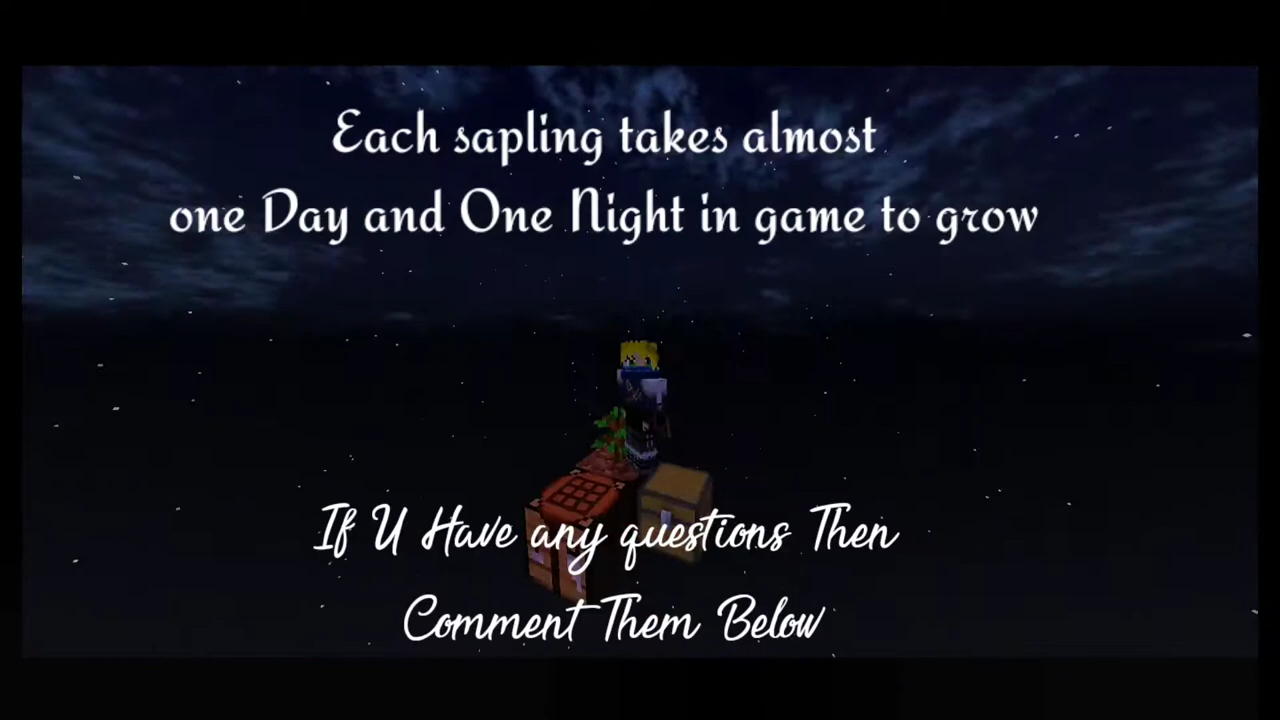 Each sapling takes almost
one Day and One Night in game to grow
If U Have any questions Then
Comment Them Below